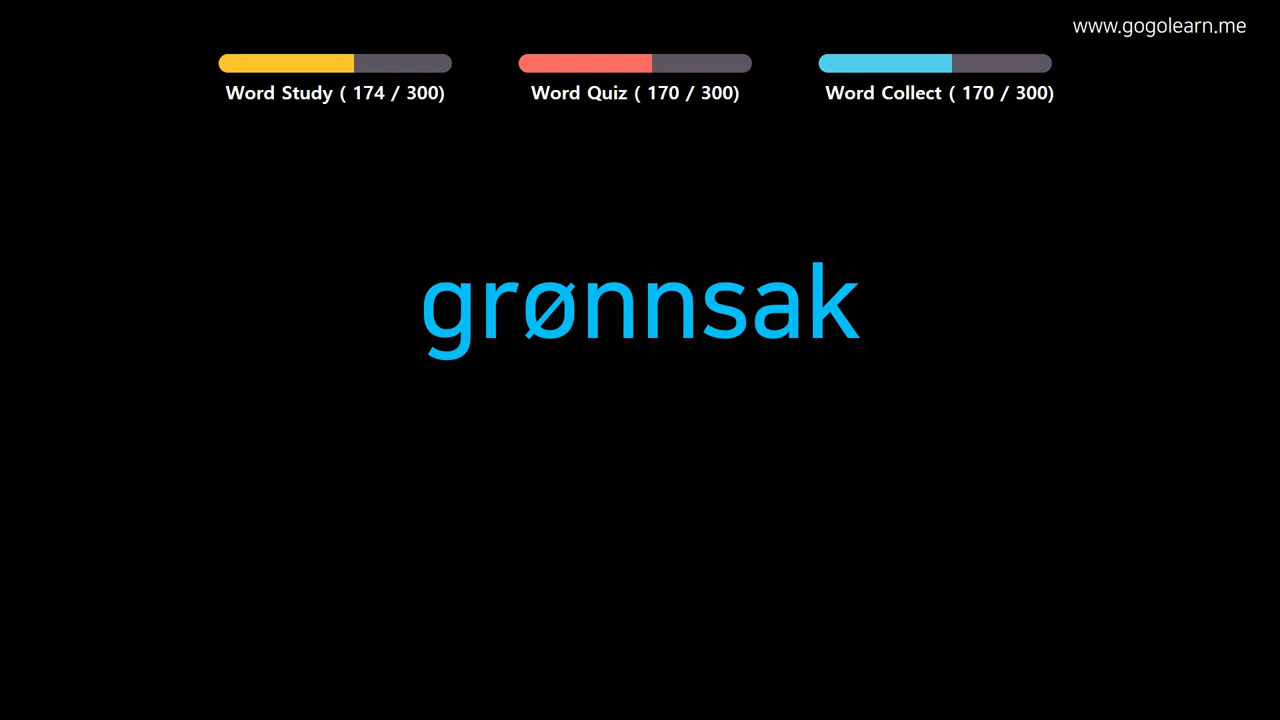 www.gogolearn.me
Word Study ( 174 / 300)
Word Quiz ( 170 / 300)
Word Collect ( 170 / 300)
grønnsak